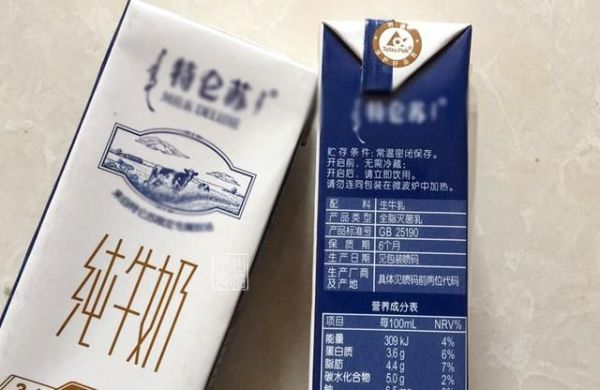 特仑苏
MILK DELUXE
纯牛奶
Tetra Pak
特仑苏
贮存条件: 常温密闭保存。
开启前, 无需冷藏;
开启后, 请立即饮用。
请勿连同包装在微波炉中加热。
配 料 生牛乳
产品类型 全脂灭菌乳
产品标准号 GB 25190
保 质 期 6个月
生产日期 见包装喷码
生产厂商及产地 具体见喷码前两位代码
营养成分表
项目 每100mL NRV%
能量 309 kJ 4%
蛋白质 3.6 g 6%
脂肪 4.4 g 7%
碳水化合物 5.0 g 2%